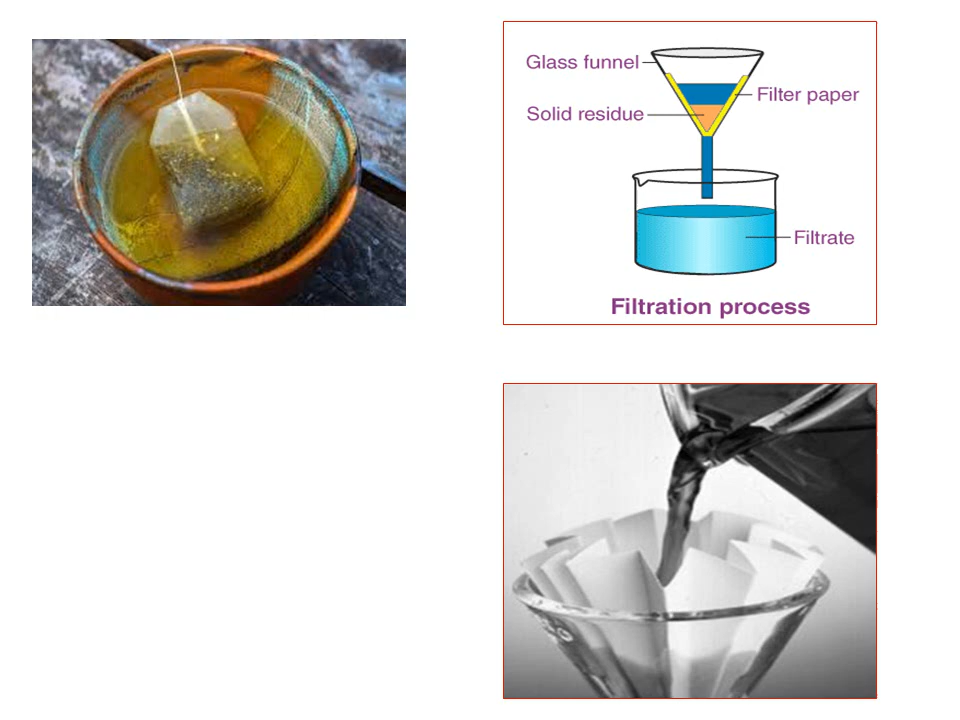 Glass funnel
Filter paper
Solid residue
Filtrate
Filtration process